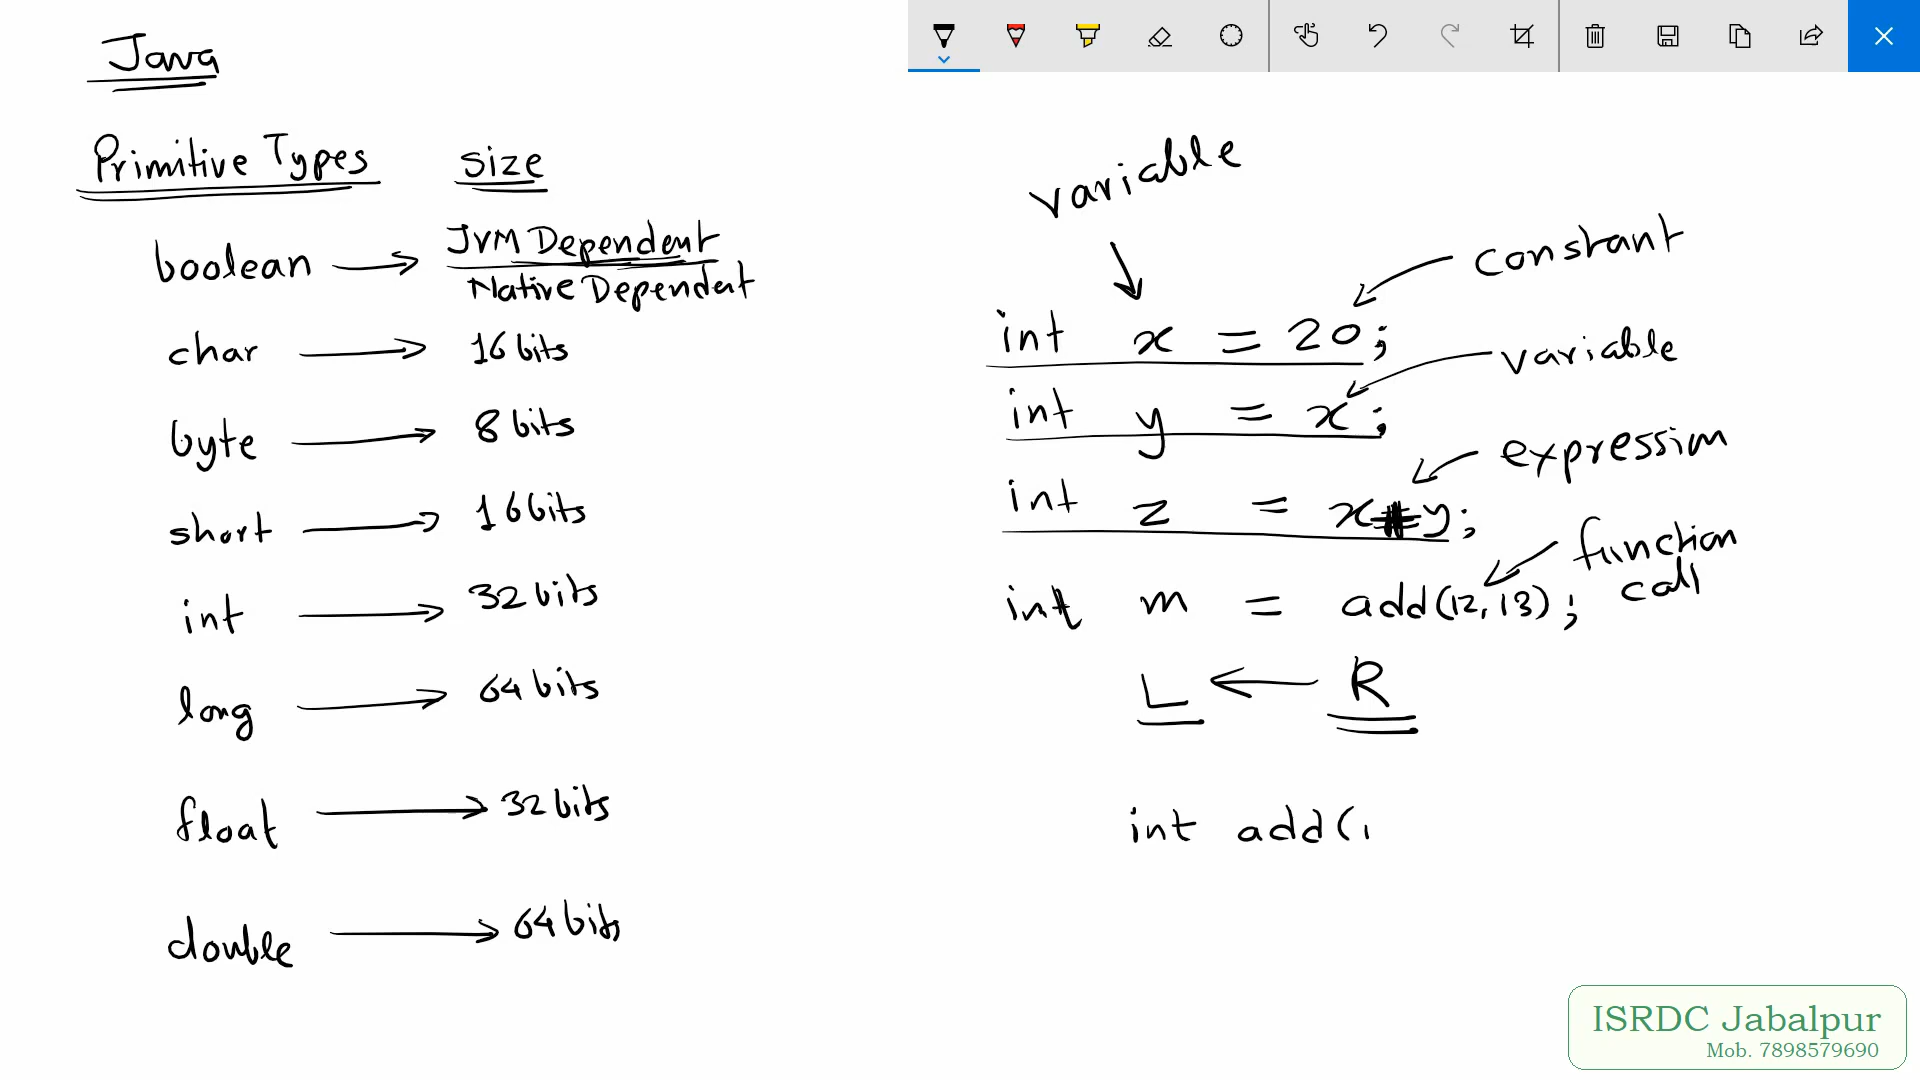 Java
Primitive Types Size
boolean → JVM Dependent
Native Dependent
char → 16 bits
byte → 8 bits
short → 16 bits
int → 32 bits
long → 64 bits
float → 32 bits
double → 64 bits
variable
constant
int x = 20;
variable
int y = x;
expression
int z = x y;
function
call
int m = add(12, 13);
L ← R
int add(
ISRDC Jabalpur
Mob. 7898579690